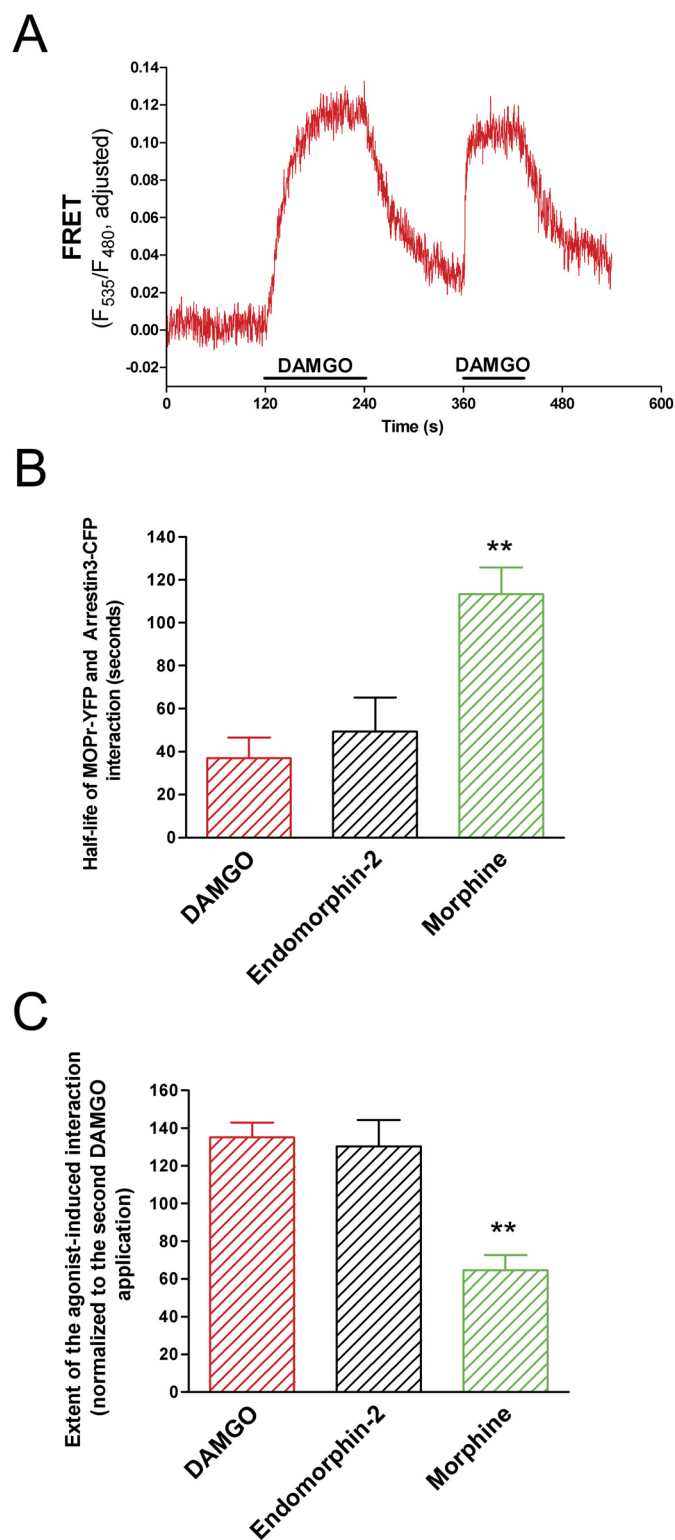 A
0.14
0.12
0.10
0.08
0.06
0.04
0.02
0.00
-0.02
FRET
(F535/F480, adjusted)
DAMGO
DAMGO
0
120
240
360
480
600
Time (s)
B
140
120
100
80
60
40
20
0
Half-life of MOPr-YFP and Arrestin3-CFP
interaction (seconds)
**
DAMGO
Endomorphin-2
Morphine
C
160
140
120
100
80
60
40
20
0
Extent of the agonist-induced interaction
(normalized to the second DAMGO
application)
**
DAMGO
Endomorphin-2
Morphine